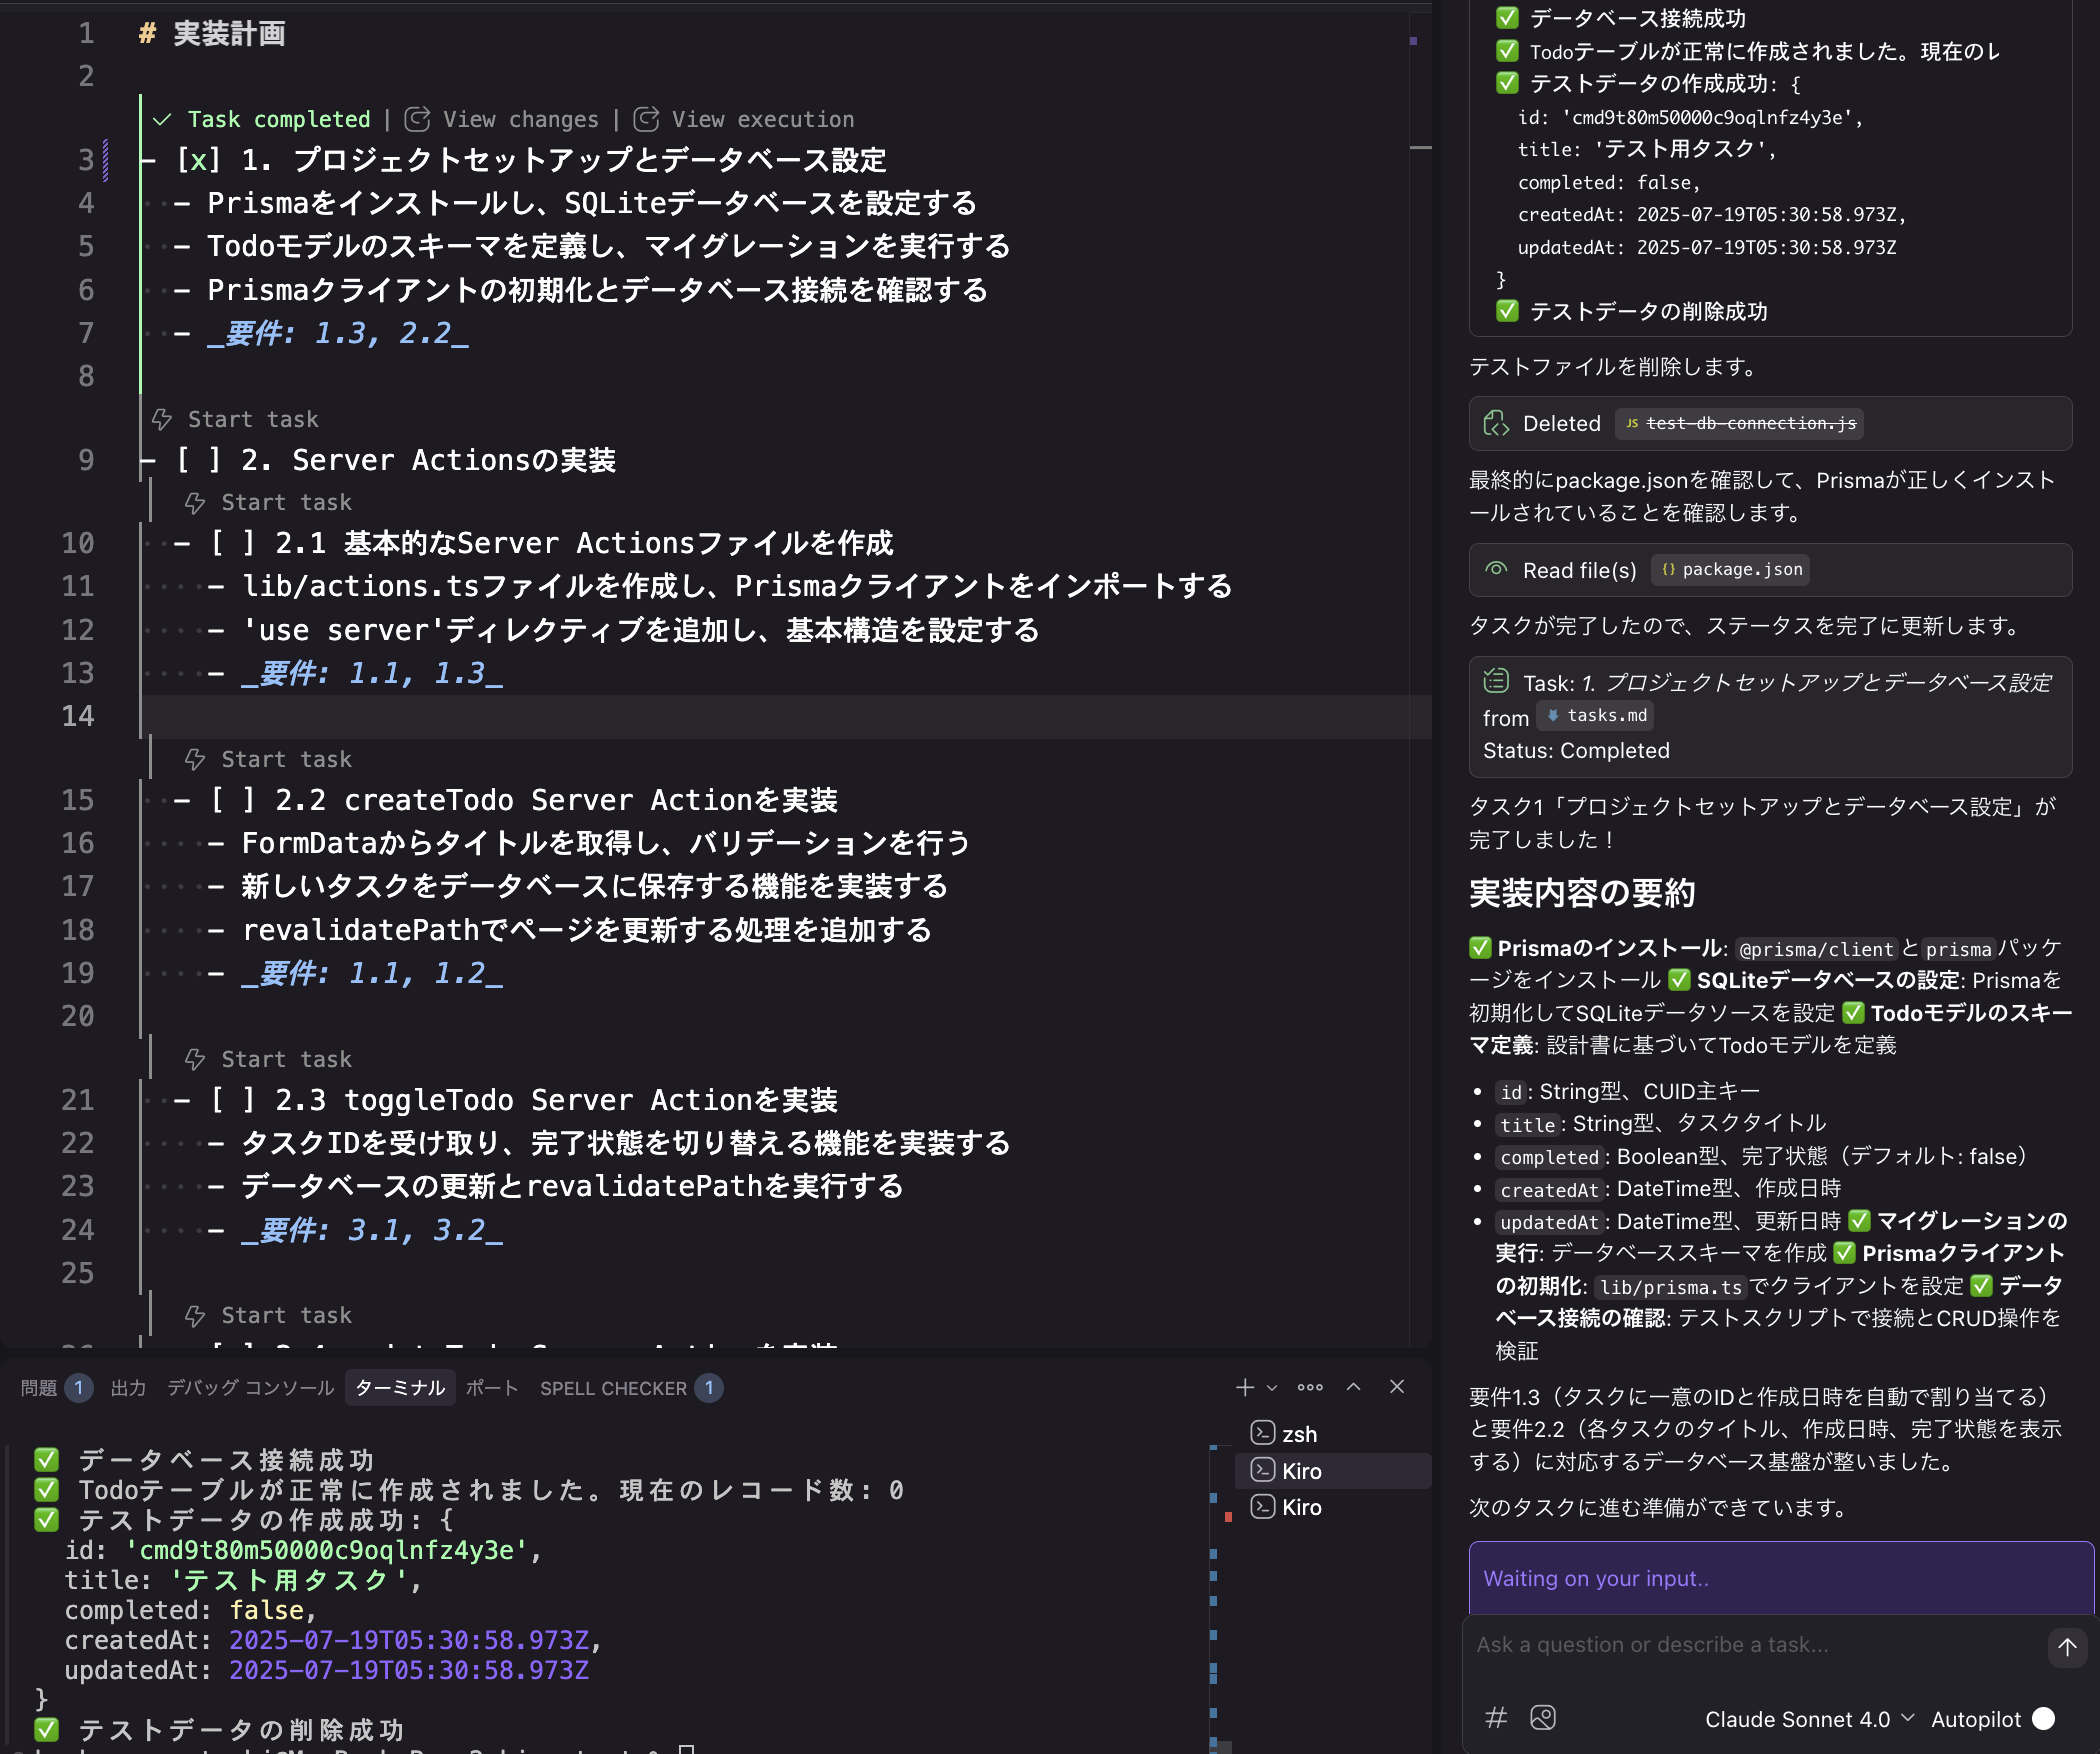 1 # 実装計画
2
Task completed | View changes | View execution
3 - [x] 1. プロジェクトセットアップとデータベース設定
4 - Prismaをインストールし、SQLiteデータベースを設定する
5 - Todoモデルのスキーマを定義し、マイグレーションを実行する
6 - Prismaクライアントの初期化とデータベース接続を確認する
7 - _要件: 1.3, 2.2_
8
Start task
9 - [ ] 2. Server Actionsの実装
Start task
10 - [ ] 2.1 基本的なServer Actionsファイルを作成
11 - lib/actions.tsファイルを作成し、Prismaクライアントをインポートする
12 - 'use server'ディレクティブを追加し、基本構造を設定する
13 - _要件: 1.1, 1.3_
14
Start task
15 - [ ] 2.2 createTodo Server Actionを実装
16 - FormDataからタイトルを取得し、バリデーションを行う
17 - 新しいタスクをデータベースに保存する機能を実装する
18 - revalidatePathでページを更新する処理を追加する
19 - _要件: 1.1, 1.2_
20
Start task
21 - [ ] 2.3 toggleTodo Server Actionを実装
22 - タスクIDを受け取り、完了状態を切り替える機能を実装する
23 - データベースの更新とrevalidatePathを実行する
24 - _要件: 3.1, 3.2_
25
Start task
問題 1 出力 デバッグ コンソール ターミナル ポート SPELL CHECKER 1
✅ データベース接続成功
✅ Todoテーブルが正常に作成されました。現在のレコード数: 0
✅ テストデータの作成成功: {
id: 'cmd9t80m50000c9oqlnfz4y3e',
title: 'テスト用タスク',
completed: false,
createdAt: 2025-07-19T05:30:58.973Z,
updatedAt: 2025-07-19T05:30:58.973Z
}
✅ テストデータの削除成功
zsh
Kiro
Kiro
✅ データベース接続成功
✅ Todoテーブルが正常に作成されました。現在のレ
✅ テストデータの作成成功: {
id: 'cmd9t80m50000c9oqlnfz4y3e',
title: 'テスト用タスク',
completed: false,
createdAt: 2025-07-19T05:30:58.973Z,
updatedAt: 2025-07-19T05:30:58.973Z
}
✅ テストデータの削除成功
テストファイルを削除します。
Deleted JS test-db-connection.js
最終的にpackage.jsonを確認して、Prismaが正しくインスト
ールされていることを確認します。
Read file(s) {} package.json
タスクが完了したので、ステータスを完了に更新します。
Task: 1. プロジェクトセットアップとデータベース設定
from tasks.md
Status: Completed
タスク1「プロジェクトセットアップとデータベース設定」が
完了しました！
実装内容の要約
✅ Prismaのインストール: @prisma/clientとprismaパッケ
ージをインストール ✅ SQLiteデータベースの設定: Prismaを
初期化してSQLiteデータソースを設定 ✅ Todoモデルのスキー
マ定義: 設計書に基づいてTodoモデルを定義
• id: String型、CUID主キー
• title: String型、タスクタイトル
• completed: Boolean型、完了状態（デフォルト: false）
• createdAt: DateTime型、作成日時
• updatedAt: DateTime型、更新日時 ✅ マイグレーションの
実行: データベーススキーマを作成 ✅ Prismaクライアント
の初期化: lib/prisma.tsでクライアントを設定 ✅ データ
ベース接続の確認: テストスクリプトで接続とCRUD操作を
検証
要件1.3（タスクに一意のIDと作成日時を自動で割り当てる）
と要件2.2（各タスクのタイトル、作成日時、完了状態を表示
する）に対応するデータベース基盤が整いました。
次のタスクに進む準備ができています。
Waiting on your input..
Ask a question or describe a task...
# Claude Sonnet 4.0 Autopilot